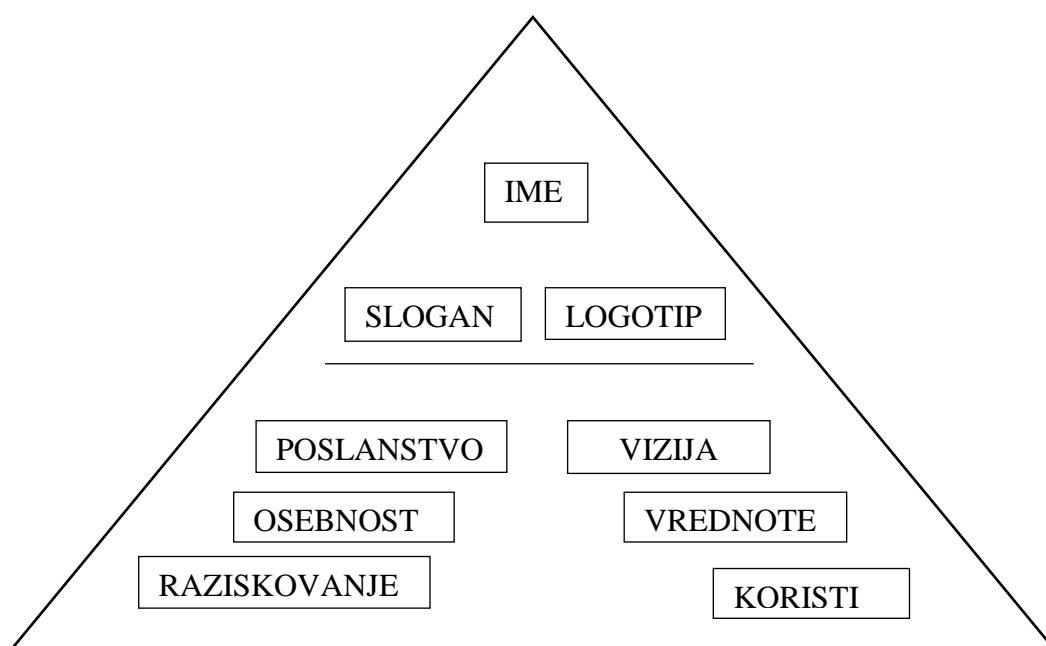 IME
SLOGAN LOGOTIP
POSLANSTVO VIZIJA
OSEBNOST VREDNOTE
RAZISKOVANJE KORISTI